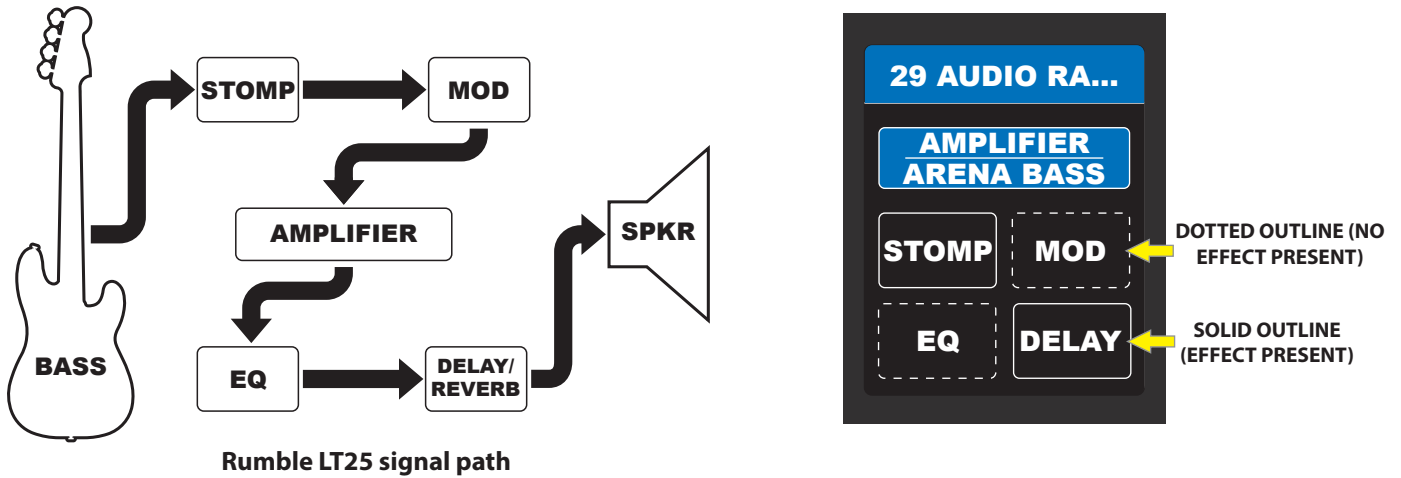 BASS
STOMP
MOD
AMPLIFIER
EQ
DELAY/
REVERB
SPKR
Rumble LT25 signal path
29 AUDIO RA...
AMPLIFIER
ARENA BASS
STOMP
MOD
EQ
DELAY
DOTTED OUTLINE (NO
EFFECT PRESENT)
SOLID OUTLINE
(EFFECT PRESENT)